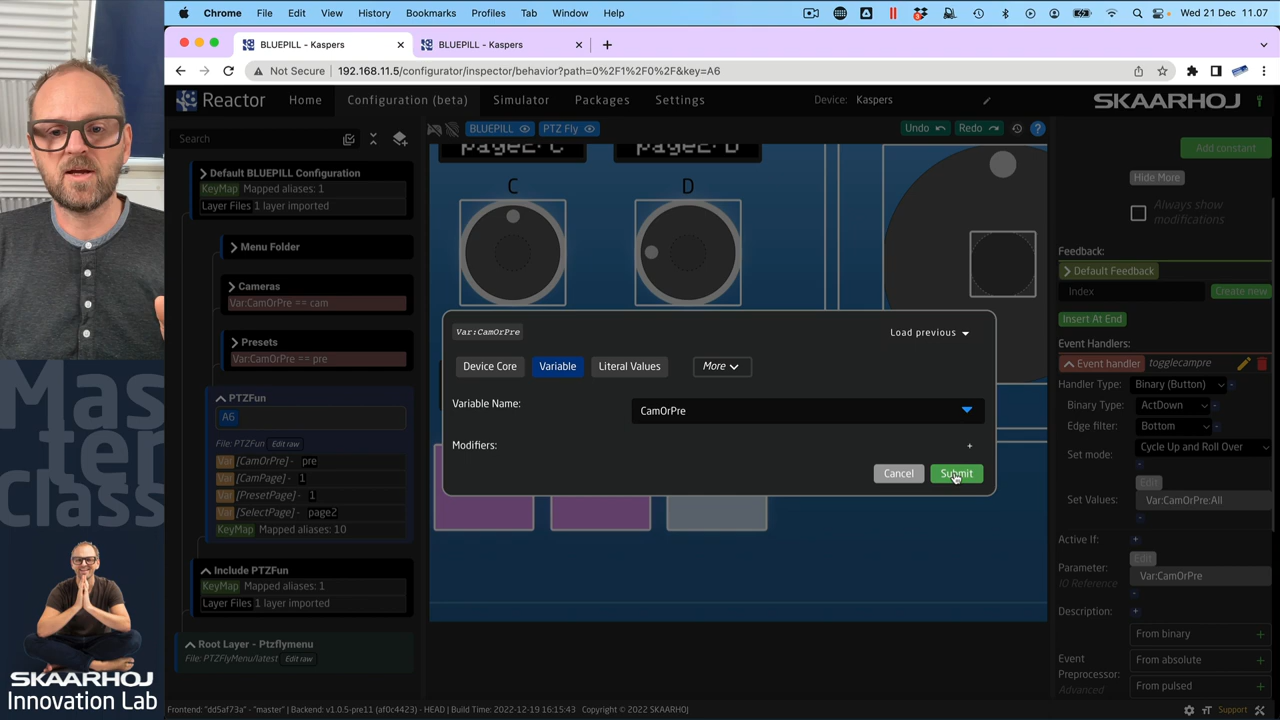 Chrome File Edit View History Bookmarks Profiles Tab Window Help Wed 21 Dec 11.07
BLUEPILL - Kaspers
BLUEPILL - Kaspers
Not Secure 192.168.11.5/configurator/inspector/behavior?path=0%2F1%2F0%2F&key=A6
Reactor Home Configuration (beta) Simulator Packages Settings Device: Kaspers SKAARHOJ
Search
BLUEPILL PTZ Fly Undo Redo
Default BLUEPILL Configuration
KeyMap Mapped aliases: 1
Layer Files 1 layer imported
Menu Folder
Cameras
Var:CamOrPre == cam
Presets
Var:CamOrPre == pre
PTZFun
A6
File: PTZFun Edit raw
Var [CamOrPre] - pre
Var [CamPage] - 1
Var [PresetPage] - 1
Var [SelectPage] - page2
KeyMap Mapped aliases: 10
Include PTZFun
KeyMap Mapped aliases: 1
Layer Files 1 layer imported
Root Layer - Ptzflymenu
File: PTZFlyMenu/latest Edit raw
page2: C
page2: D
C
D
Var:CamOrPre
Load previous
Device Core Variable Literal Values More
Variable Name: CamOrPre
Modifiers: +
Cancel Submit
Add constant
Hide More
Always show
modifications
Feedback:
Default Feedback
Index Create new
Insert At End
Event Handlers:
Event handler togglecampre
Handler Type: Binary (Button) -
Binary Type: ActDown -
Edge filter: Bottom -
Set mode: Cycle Up and Roll Over
-
Edit
Set Values: Var:CamOrPre:All
-
Active If: +
Edit
Parameter: Var:CamOrPre
IO Reference
-
Description: +
From binary +
Event
Preprocessor:
Advanced
From absolute +
From pulsed +
Frontend: "dd5af73a" - "master" | Backend: v1.0.5-pre11 (af0c4423) - HEAD | Build Time: 2022-12-19 16:15:43 Copyright © 2022 SKAARHOJ
Support
Master
Class
SKAARHOJ
Innovation Lab